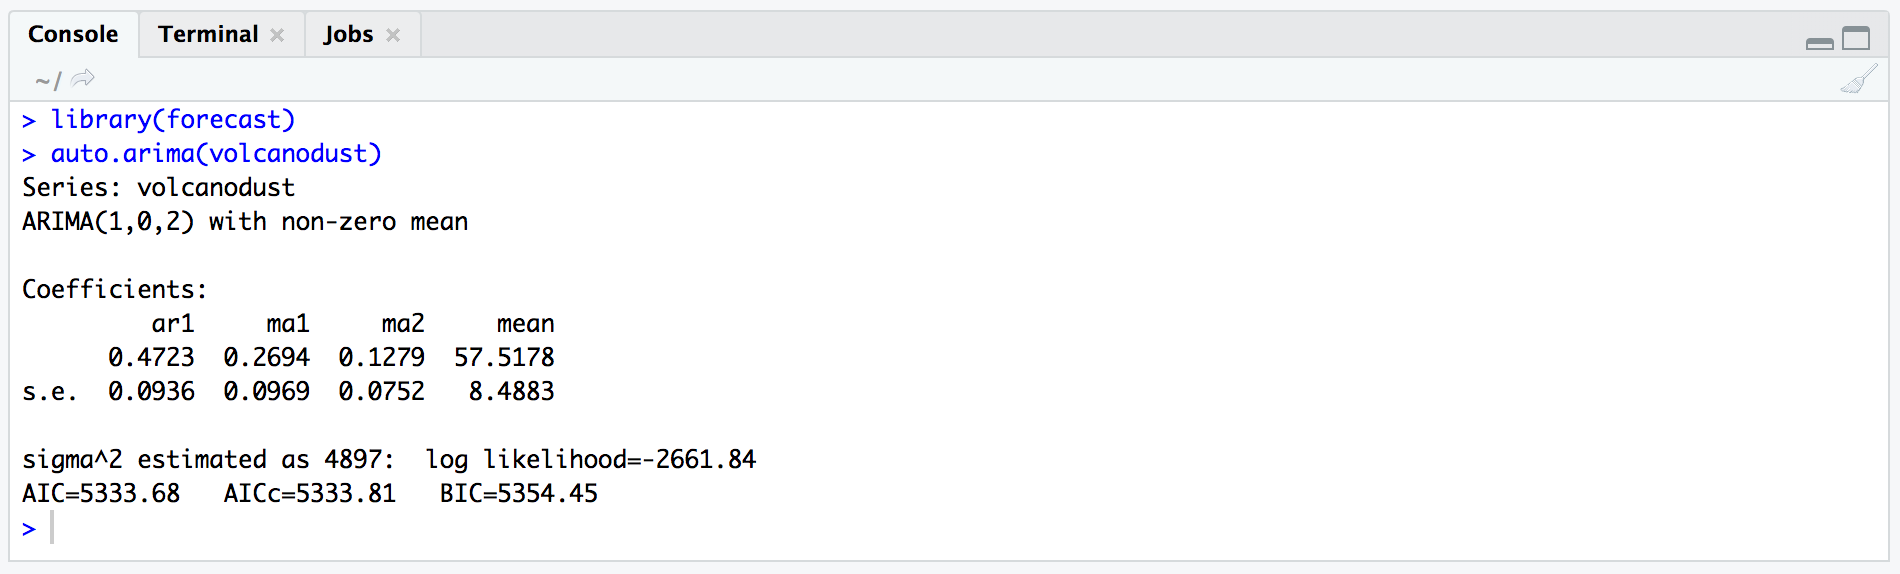 Console Terminal × Jobs ×
~/
> library(forecast)
> auto.arima(volcanodust)
Series: volcanodust
ARIMA(1,0,2) with non-zero mean
Coefficients:
ar1 ma1 ma2 mean
0.4723 0.2694 0.1279 57.5178
s.e. 0.0936 0.0969 0.0752 8.4883
sigma^2 estimated as 4897: log likelihood=-2661.84
AIC=5333.68 AICc=5333.81 BIC=5354.45
>